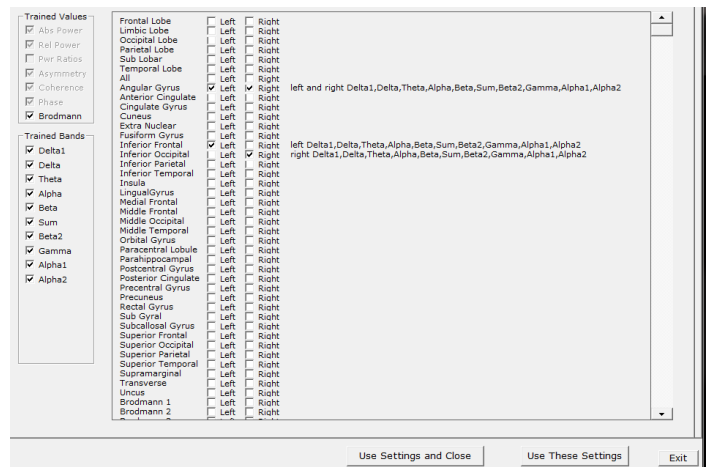 Trained Values
Abs Power
Rel Power
Pwr Ratios
Asymmetry
Coherence
Phase
Brodmann
Trained Bands
Delta1
Delta
Theta
Alpha
Beta
Sum
Beta2
Gamma
Alpha1
Alpha2
Frontal Lobe Left Right
Limbic Lobe Left Right
Occipital Lobe Left Right
Parietal Lobe Left Right
Sub Lobar Left Right
Temporal Lobe Left Right
All Left Right
Angular Gyrus Left Right left and right Delta1,Delta,Theta,Alpha,Beta,Sum,Beta2,Gamma,Alpha1,Alpha2
Anterior Cingulate Left Right
Cingulate Gyrus Left Right
Cuneus Left Right
Extra Nuclear Left Right
Fusiform Gyrus Left Right
Inferior Frontal Left Right left Delta1,Delta,Theta,Alpha,Beta,Sum,Beta2,Gamma,Alpha1,Alpha2
Inferior Occipital Left Right right Delta1,Delta,Theta,Alpha,Beta,Sum,Beta2,Gamma,Alpha1,Alpha2
Inferior Parietal Left Right
Inferior Temporal Left Right
Insula Left Right
LingualGyrus Left Right
Medial Frontal Left Right
Middle Frontal Left Right
Middle Occipital Left Right
Middle Temporal Left Right
Orbital Gyrus Left Right
Paracentral Lobule Left Right
Parahippocampal Left Right
Postcentral Gyrus Left Right
Posterior Cingulate Left Right
Precentral Gyrus Left Right
Precuneus Left Right
Rectal Gyrus Left Right
Sub Gyral Left Right
Subcallosal Gyrus Left Right
Superior Frontal Left Right
Superior Occipital Left Right
Superior Parietal Left Right
Superior Temporal Left Right
Supramarginal Left Right
Transverse Left Right
Uncus Left Right
Brodmann 1 Left Right
Brodmann 2 Left Right
Use Settings and Close
Use These Settings
Exit